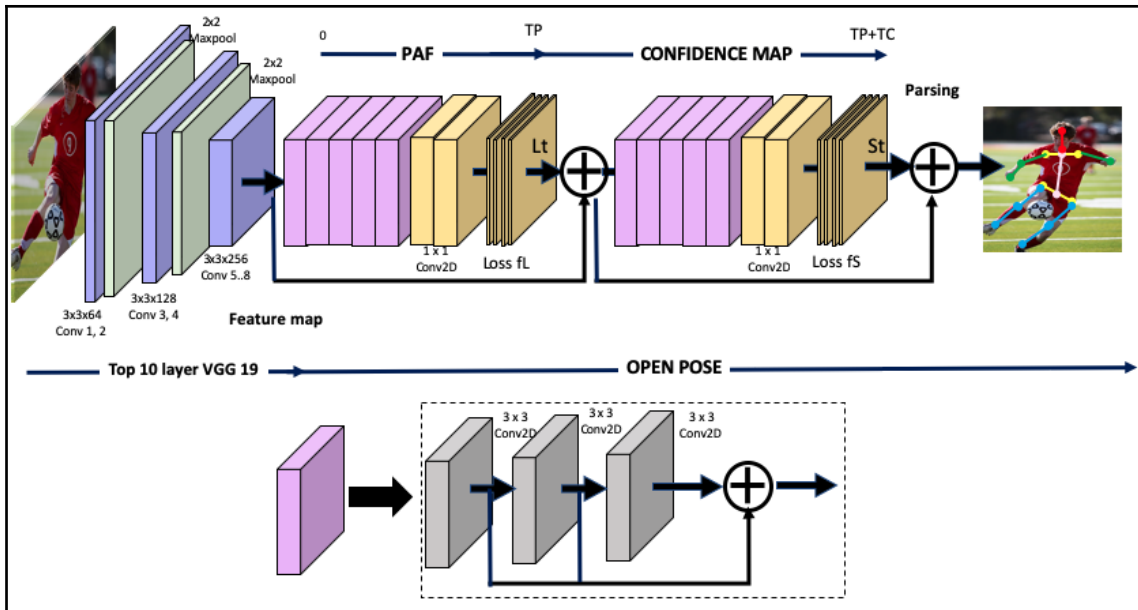 2x2
Maxpool
2x2
Maxpool
0
PAF
TP
CONFIDENCE MAP
TP+TC
Parsing
9
Lt
St
1 x 1
Conv2D
Loss fL
1 x 1
Conv2D
Loss fS
3x3x256
Conv 5..8
3x3x128
Conv 3, 4
3x3x64
Conv 1, 2
Feature map
Top 10 layer VGG 19
OPEN POSE
3 x 3
Conv2D
3 x 3
Conv2D
3 x 3
Conv2D